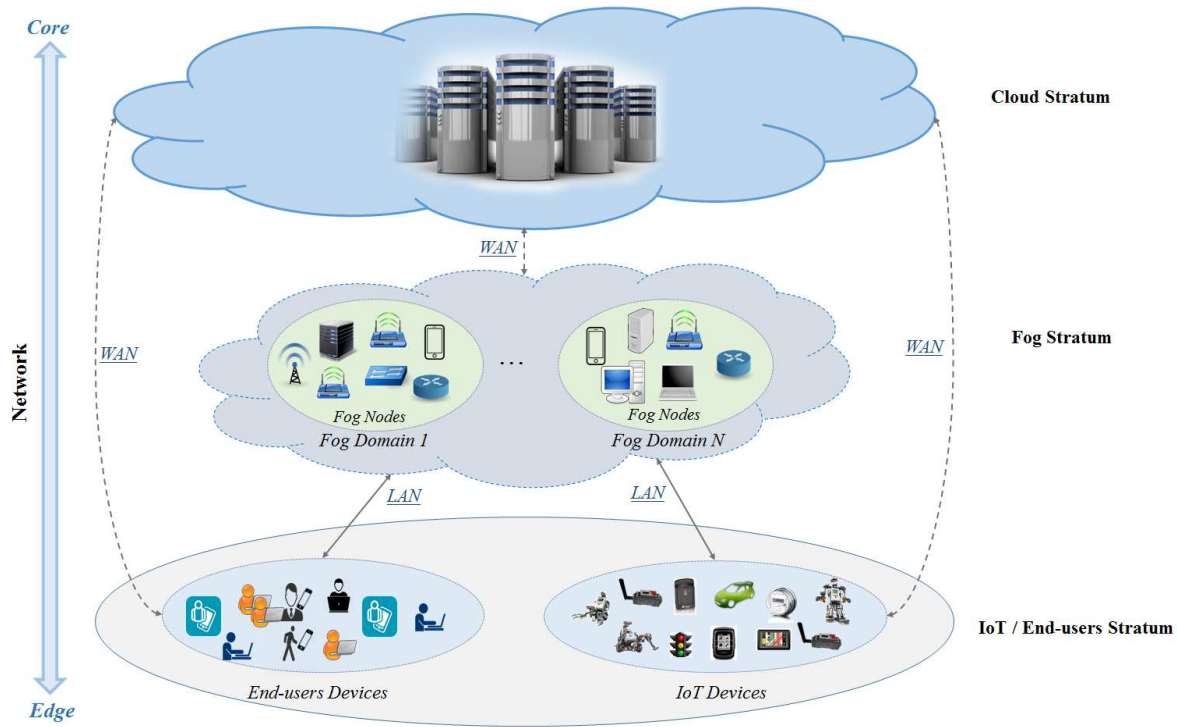 Core
Cloud Stratum
WAN
Fog Stratum
WAN
WAN
...
Fog Nodes
Fog Nodes
Fog Domain 1
Fog Domain N
Network
LAN
LAN
IoT / End-users Stratum
End-users Devices
IoT Devices
Edge